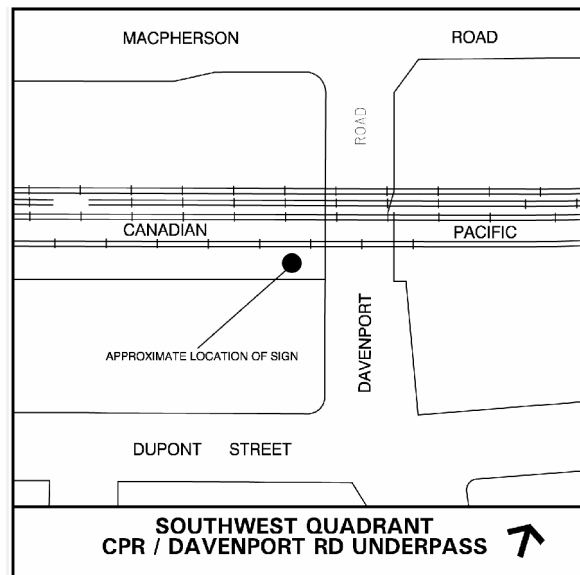 MACPHERSON ROAD
ROAD
CANADIAN PACIFIC
DAVENPORT
APPROXIMATE LOCATION OF SIGN
DUPONT STREET
SOUTHWEST QUADRANT
CPR / DAVENPORT RD UNDERPASS